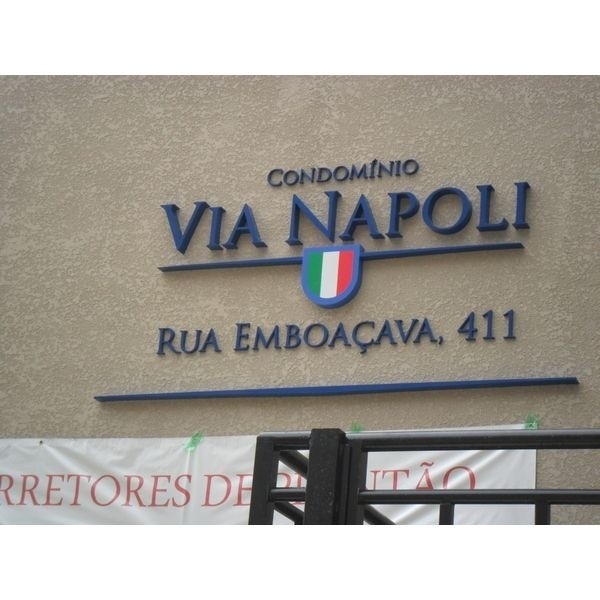 CONDOMÍNIO
VIA NAPOLI
RUA EMBOAÇAVA, 411
RRETORES DE